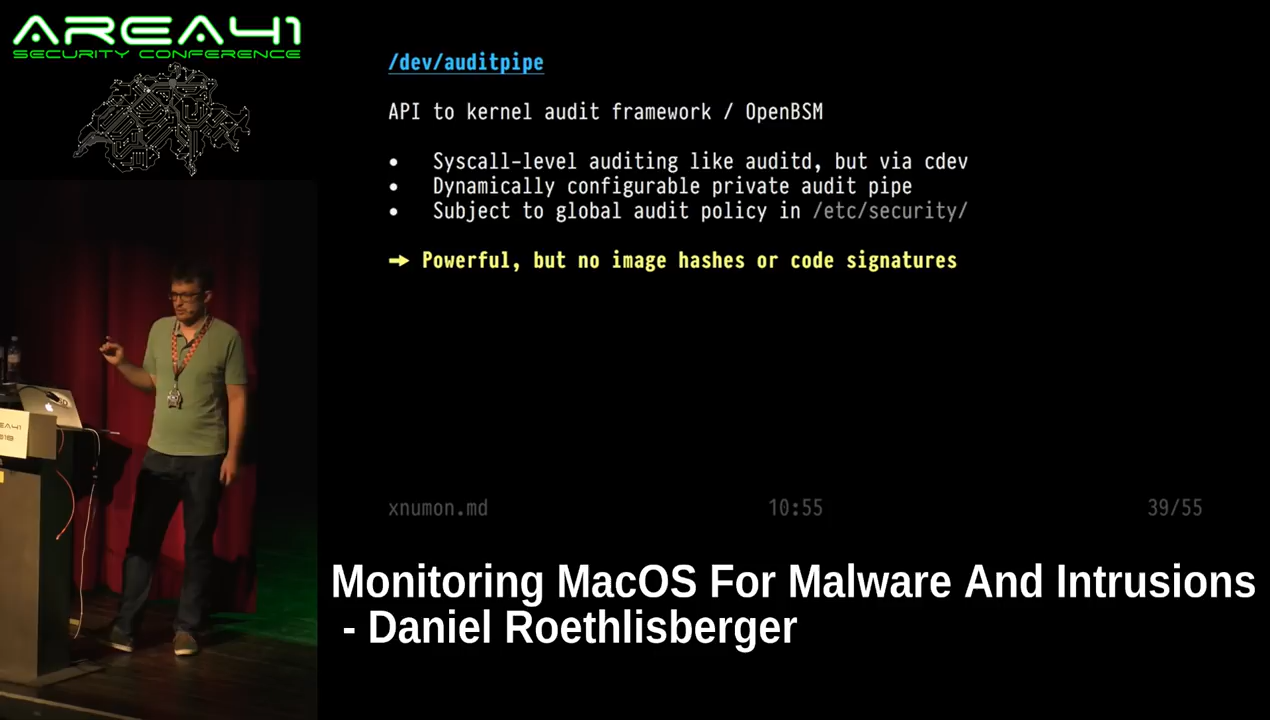 AREA41
SECURITY CONFERENCE
/dev/auditpipe
API to kernel audit framework / OpenBSM
• Syscall-level auditing like auditd, but via cdev
• Dynamically configurable private audit pipe
• Subject to global audit policy in /etc/security/
➔ Powerful, but no image hashes or code signatures
xnumon.md 10:55 39/55
Monitoring MacOS For Malware And Intrusions
- Daniel Roethlisberger